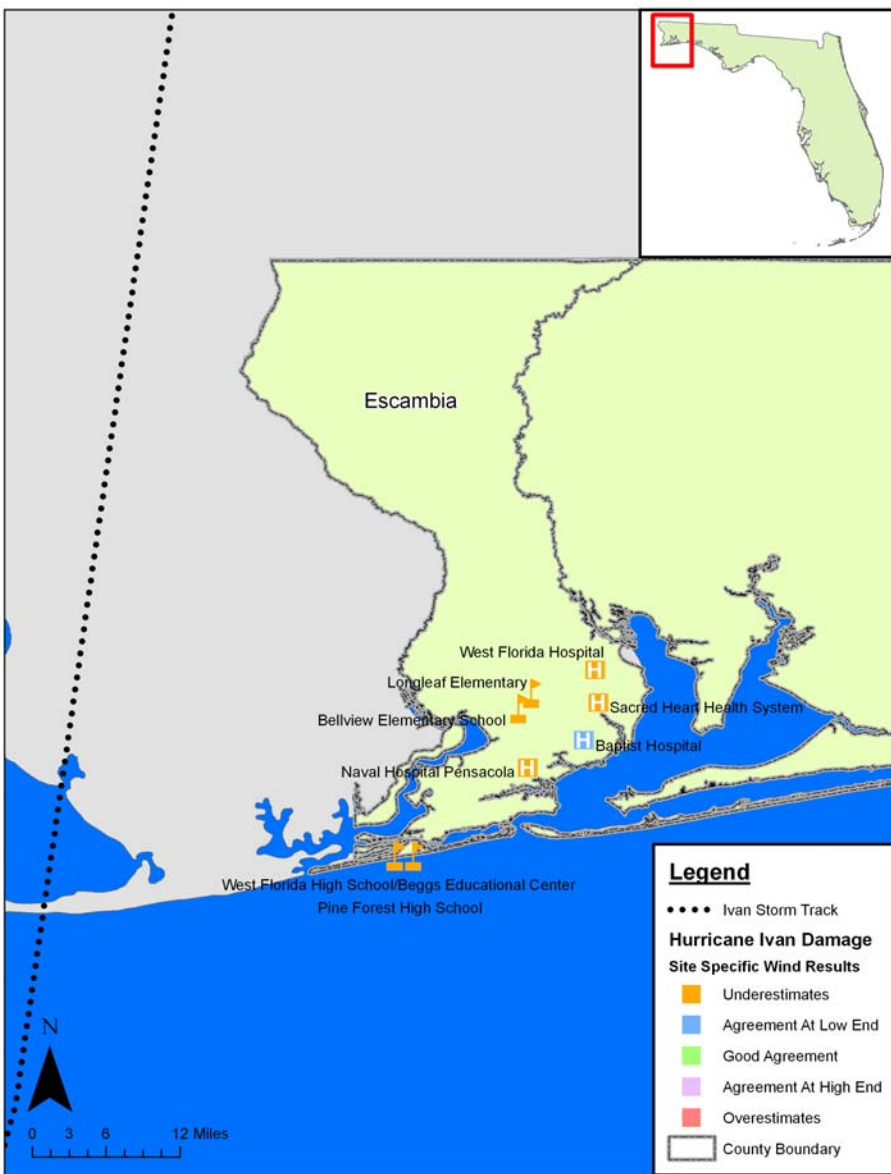 Escambia
West Florida Hospital
Longleaf Elementary
Sacred Heart Health System
Bellview Elementary School
Baptist Hospital
Naval Hospital Pensacola
West Florida High School/Beggs Educational Center
Pine Forest High School
N
0 3 6 12 Miles
Legend
Ivan Storm Track
Hurricane Ivan Damage
Site Specific Wind Results
Underestimates
Agreement At Low End
Good Agreement
Agreement At High End
Overestimates
County Boundary
H
H
H
H